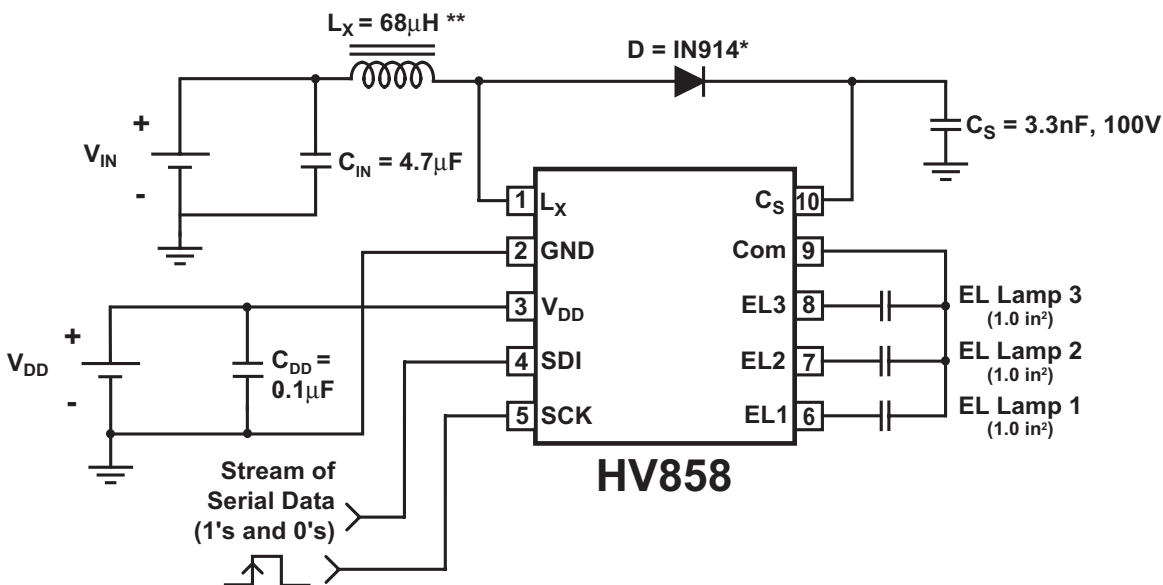 L_X = 68µH **
D = IN914*
+
V_IN
-
C_IN = 4.7µF
C_S = 3.3nF, 100V
1 L_X
C_S 10
2 GND
Com 9
3 V_DD
EL3 8
EL Lamp 3
(1.0 in²)
+
V_DD
-
C_DD =
0.1µF
4 SDI
EL2 7
EL Lamp 2
(1.0 in²)
5 SCK
EL1 6
EL Lamp 1
(1.0 in²)
HV858
Stream of
Serial Data
(1's and 0's)